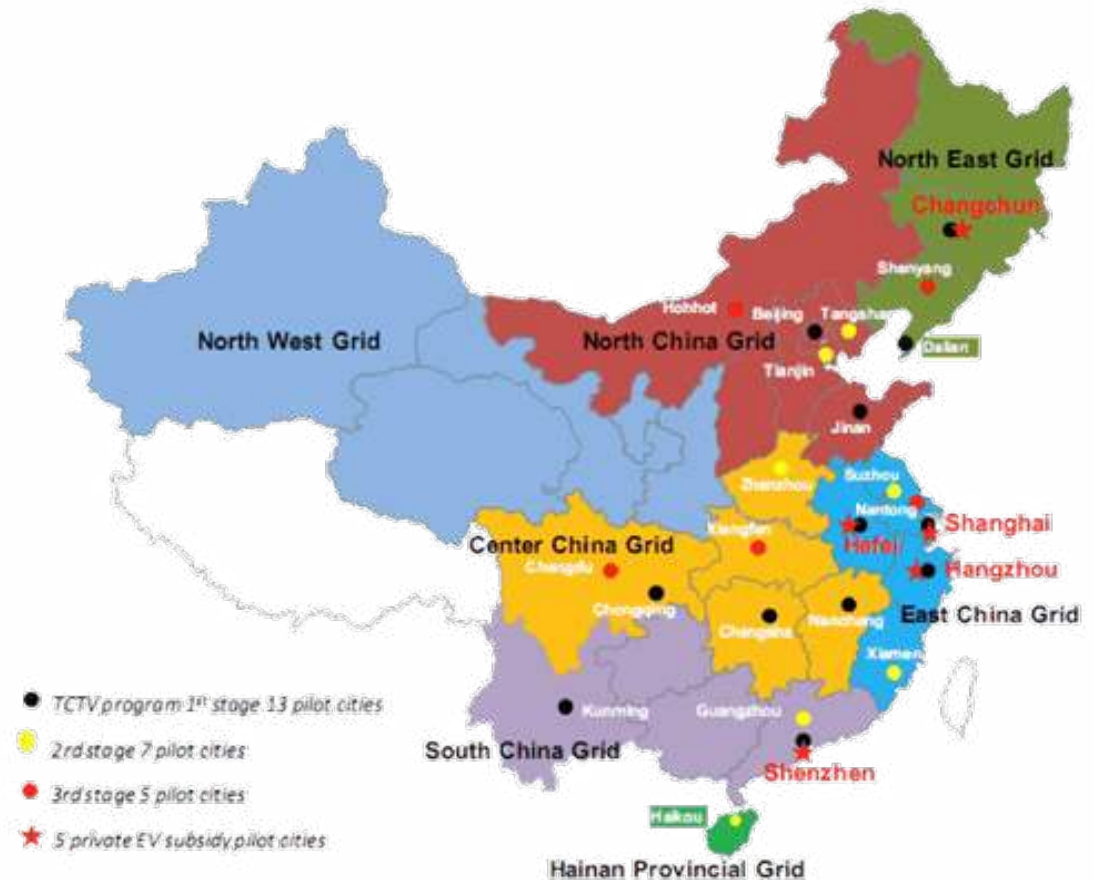 North East Grid
Changchun
Shenyang
Hohhot
Beijing
Tangshan
North West Grid
North China Grid
Dalian
Tianjin
Jinan
Suzhou
Zhenzhou
Nantong
Shanghai
Xiangfan
Hefei
Center China Grid
Chengdu
Hangzhou
Chongqing
Nanchang
East China Grid
Changsha
Xiamen
TCTV program 1st stage 13 pilot cities
Kunming
Guangzhou
2rd stage 7 pilot cities
South China Grid
Shenzhen
3rd stage 5 pilot cities
Haikou
5 private EV subsidy pilot cities
Hainan Provincial Grid